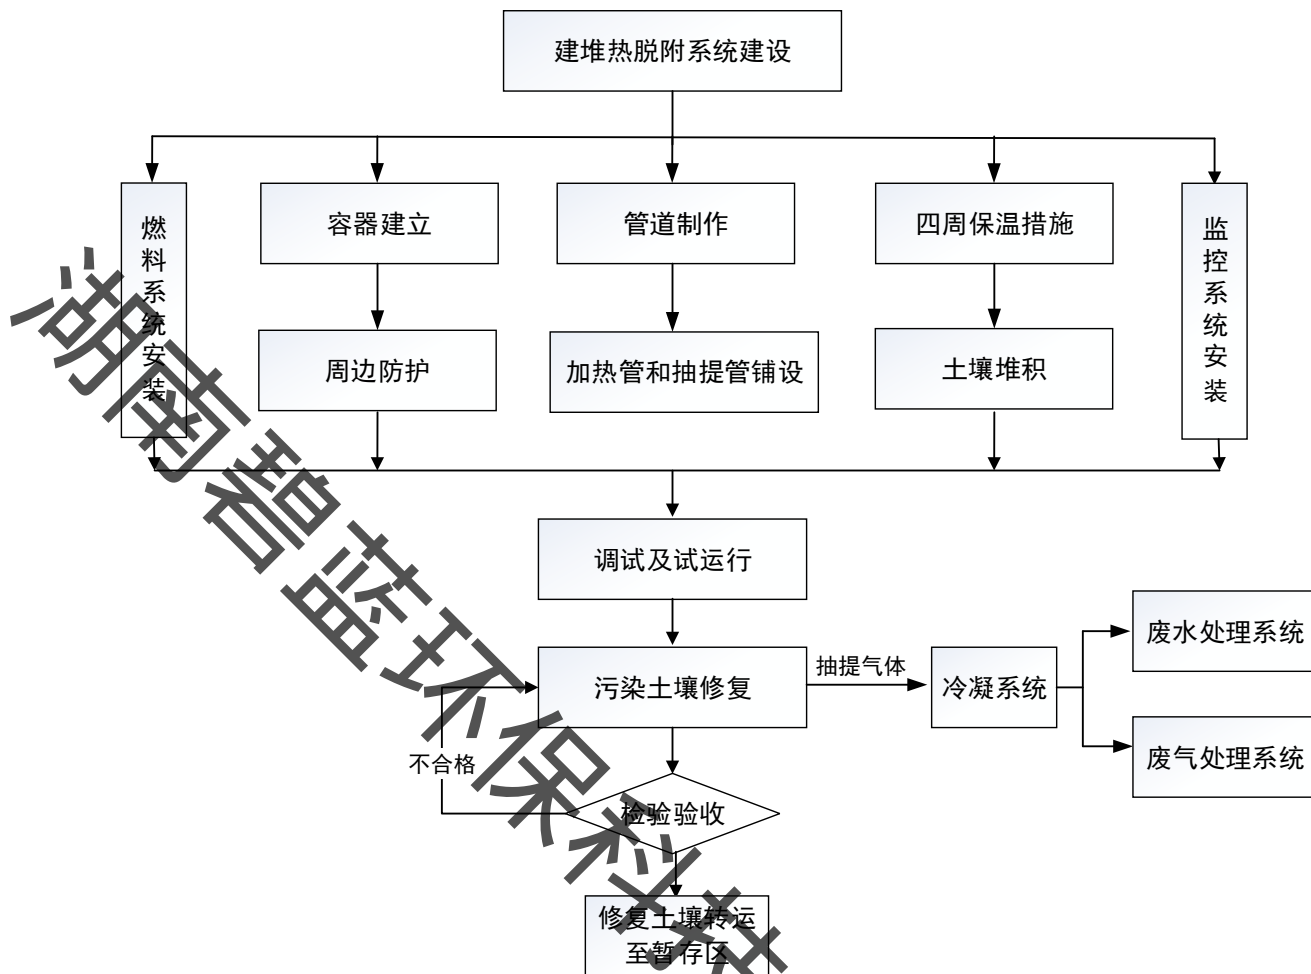 建堆热脱附系统建设
燃料系统安装
容器建立
管道制作
四周保温措施
监控系统安装
周边防护
加热管和抽提管铺设
土壤堆积
调试及试运行
污染土壤修复
抽提气体
冷凝系统
废水处理系统
废气处理系统
不合格
检验验收
修复土壤转运
至暂存区
湖南碧蓝环保科技